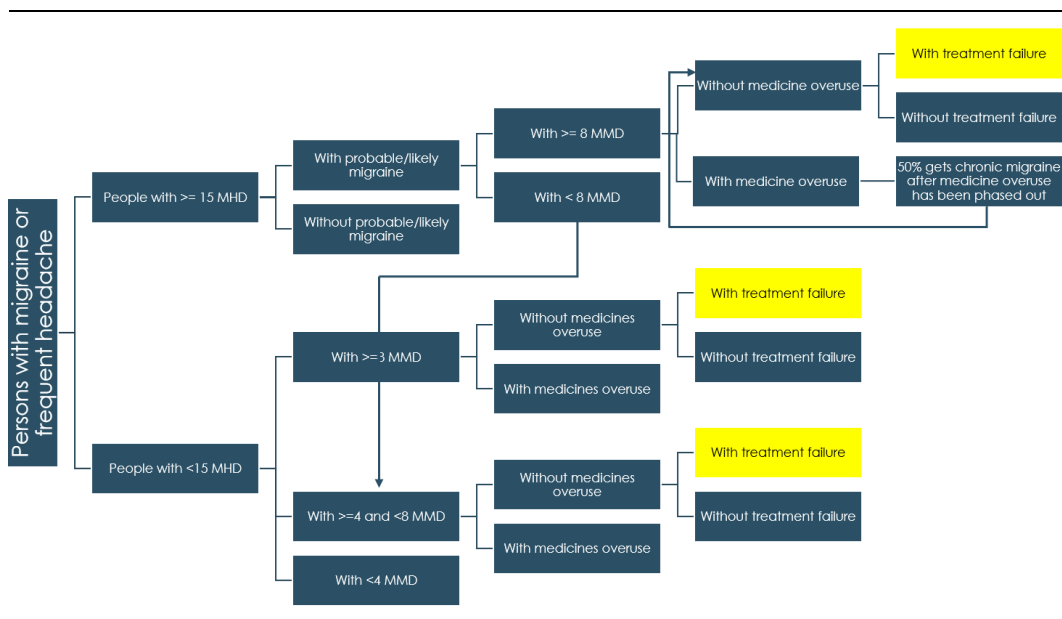 Persons with migraine or
frequent headache
People with >= 15 MHD
With probable/likely
migraine
With >= 8 MMD
Without medicine overuse
With treatment failure
Without treatment failure
With medicine overuse
50% gets chronic migraine
after medicine overuse
has been phased out
With < 8 MMD
Without probable/likely
migraine
People with <15 MHD
With >=3 MMD
Without medicines
overuse
With treatment failure
Without treatment failure
With medicines overuse
With >=4 and <8 MMD
Without medicines
overuse
With treatment failure
Without treatment failure
With medicines overuse
With <4 MMD